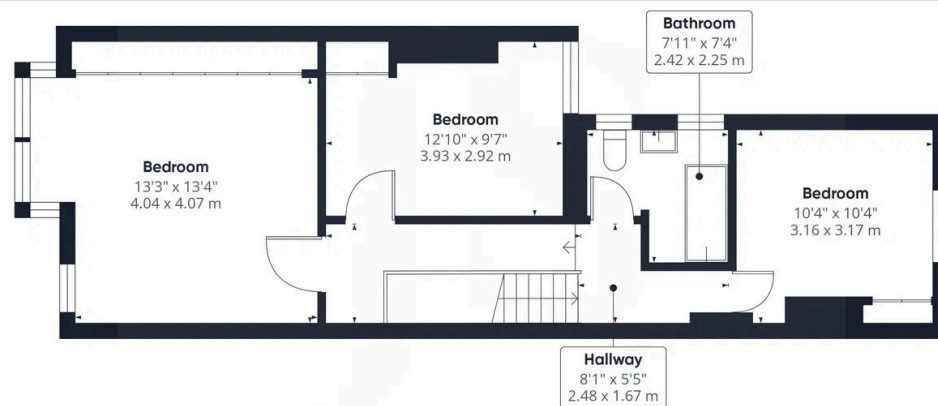 Bathroom
7'11" x 7'4"
2.42 x 2.25 m
Bedroom
12'10" x 9'7"
3.93 x 2.92 m
Bedroom
13'3" x 13'4"
4.04 x 4.07 m
Bedroom
10'4" x 10'4"
3.16 x 3.17 m
Hallway
8'1" x 5'5"
2.48 x 1.67 m